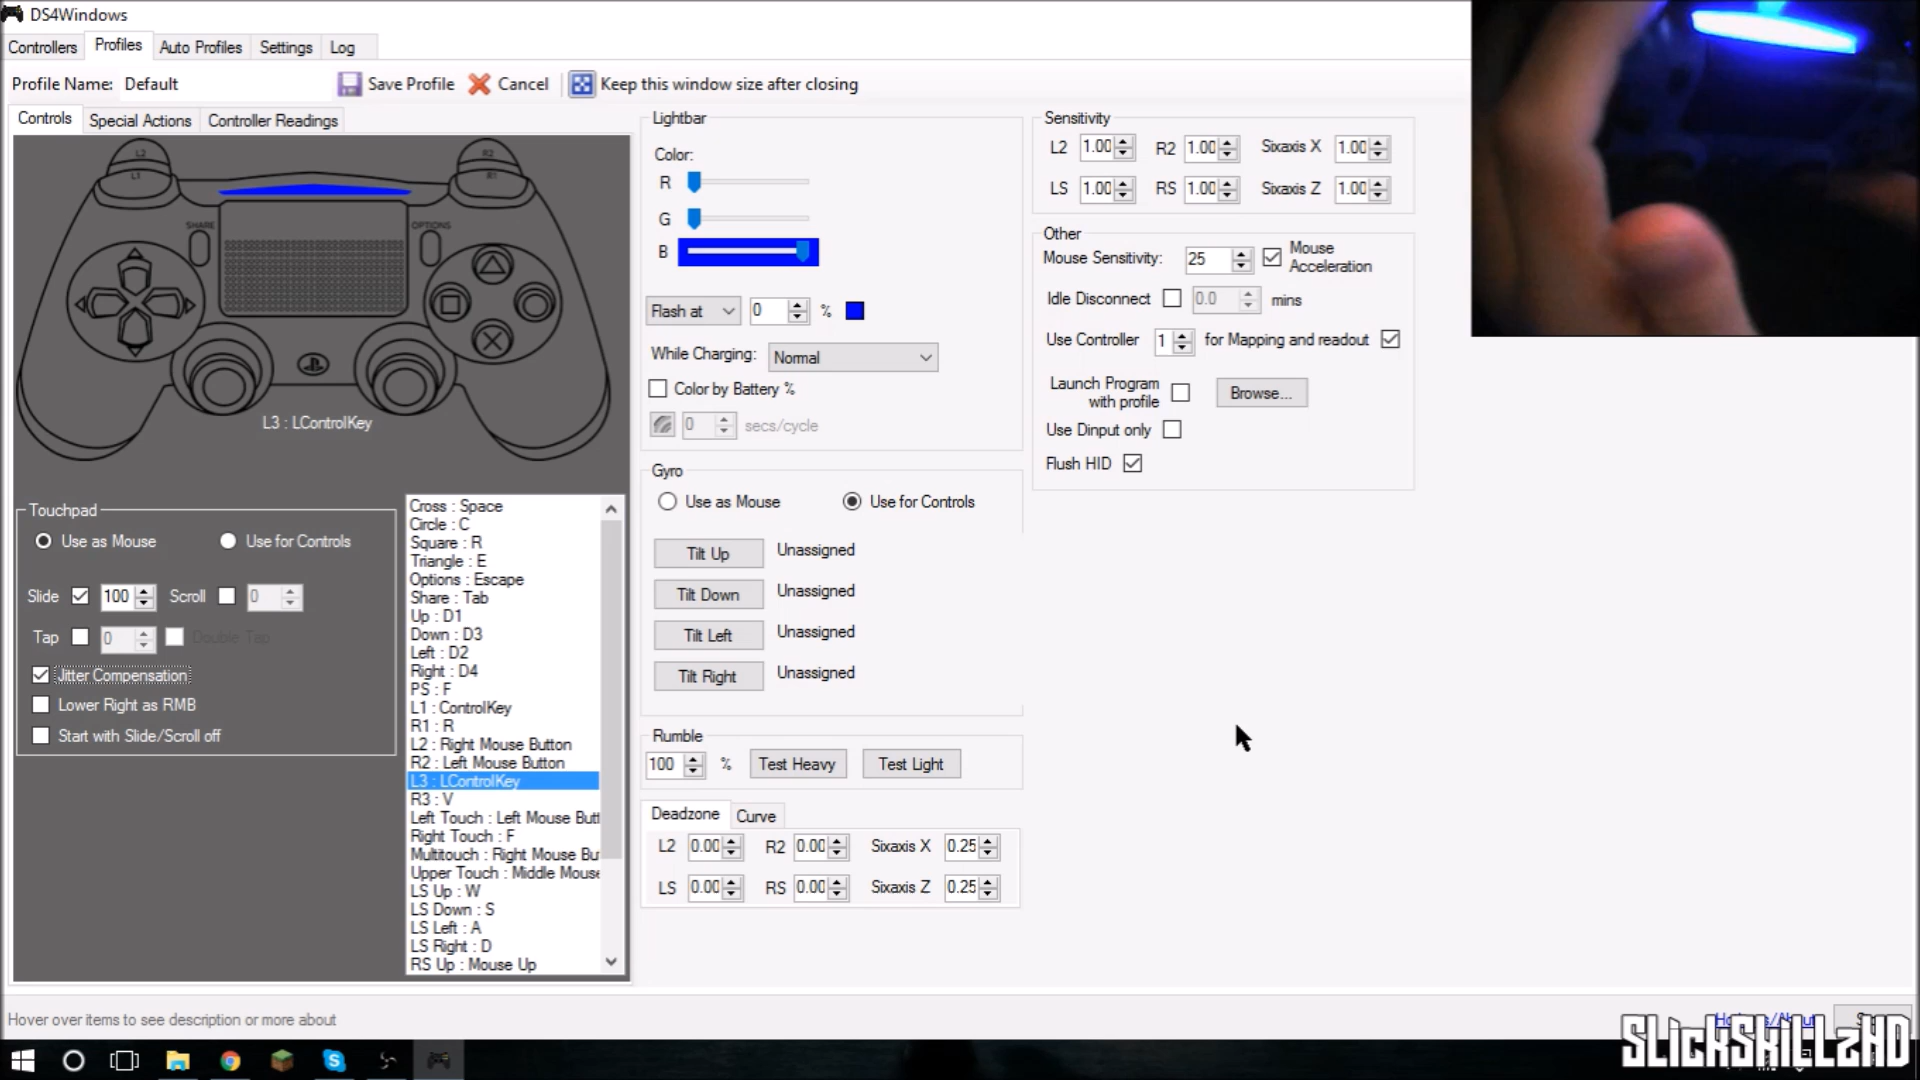 DS4Windows
Controllers Profiles Auto Profiles Settings Log
Profile Name: Default Save Profile Cancel Keep this window size after closing
Controls Special Actions Controller Readings
L2
L1
R2
R1
SHARE
OPTIONS
L3 : LControlKey
Touchpad
Use as Mouse Use for Controls
Slide 100 Scroll 0
Tap 0 Double Tap
Jitter Compensation
Lower Right as RMB
Start with Slide/Scroll off
Cross : Space
Circle : C
Square : R
Triangle : E
Options : Escape
Share : Tab
Up : D1
Down : D3
Left : D2
Right : D4
PS : F
L1 : ControlKey
R1 : R
L2 : Right Mouse Button
R2 : Left Mouse Button
L3 : LControlKey
R3 : V
Left Touch : Left Mouse Butt
Right Touch : F
Multitouch : Right Mouse Bu
Upper Touch : Middle Mouse
LS Up : W
LS Down : S
LS Left : A
LS Right : D
RS Up : Mouse Up
Lightbar
Color:
R
G
B
Flash at 0 %
While Charging: Normal
Color by Battery %
0 secs/cycle
Gyro
Use as Mouse Use for Controls
Tilt Up Unassigned
Tilt Down Unassigned
Tilt Left Unassigned
Tilt Right Unassigned
Rumble
100 % Test Heavy Test Light
Deadzone Curve
L2 0.00 R2 0.00 Sixaxis X 0.25
LS 0.00 RS 0.00 Sixaxis Z 0.25
Sensitivity
L2 1.00 R2 1.00 Sixaxis X 1.00
LS 1.00 RS 1.00 Sixaxis Z 1.00
Other
Mouse Sensitivity: 25 Mouse
Acceleration
Idle Disconnect 0.0 mins
Use Controller 1 for Mapping and readout
Launch Program
with profile Browse...
Use Dinput only
Flush HID
Hover over items to see description or more about
SLickSkillzHD